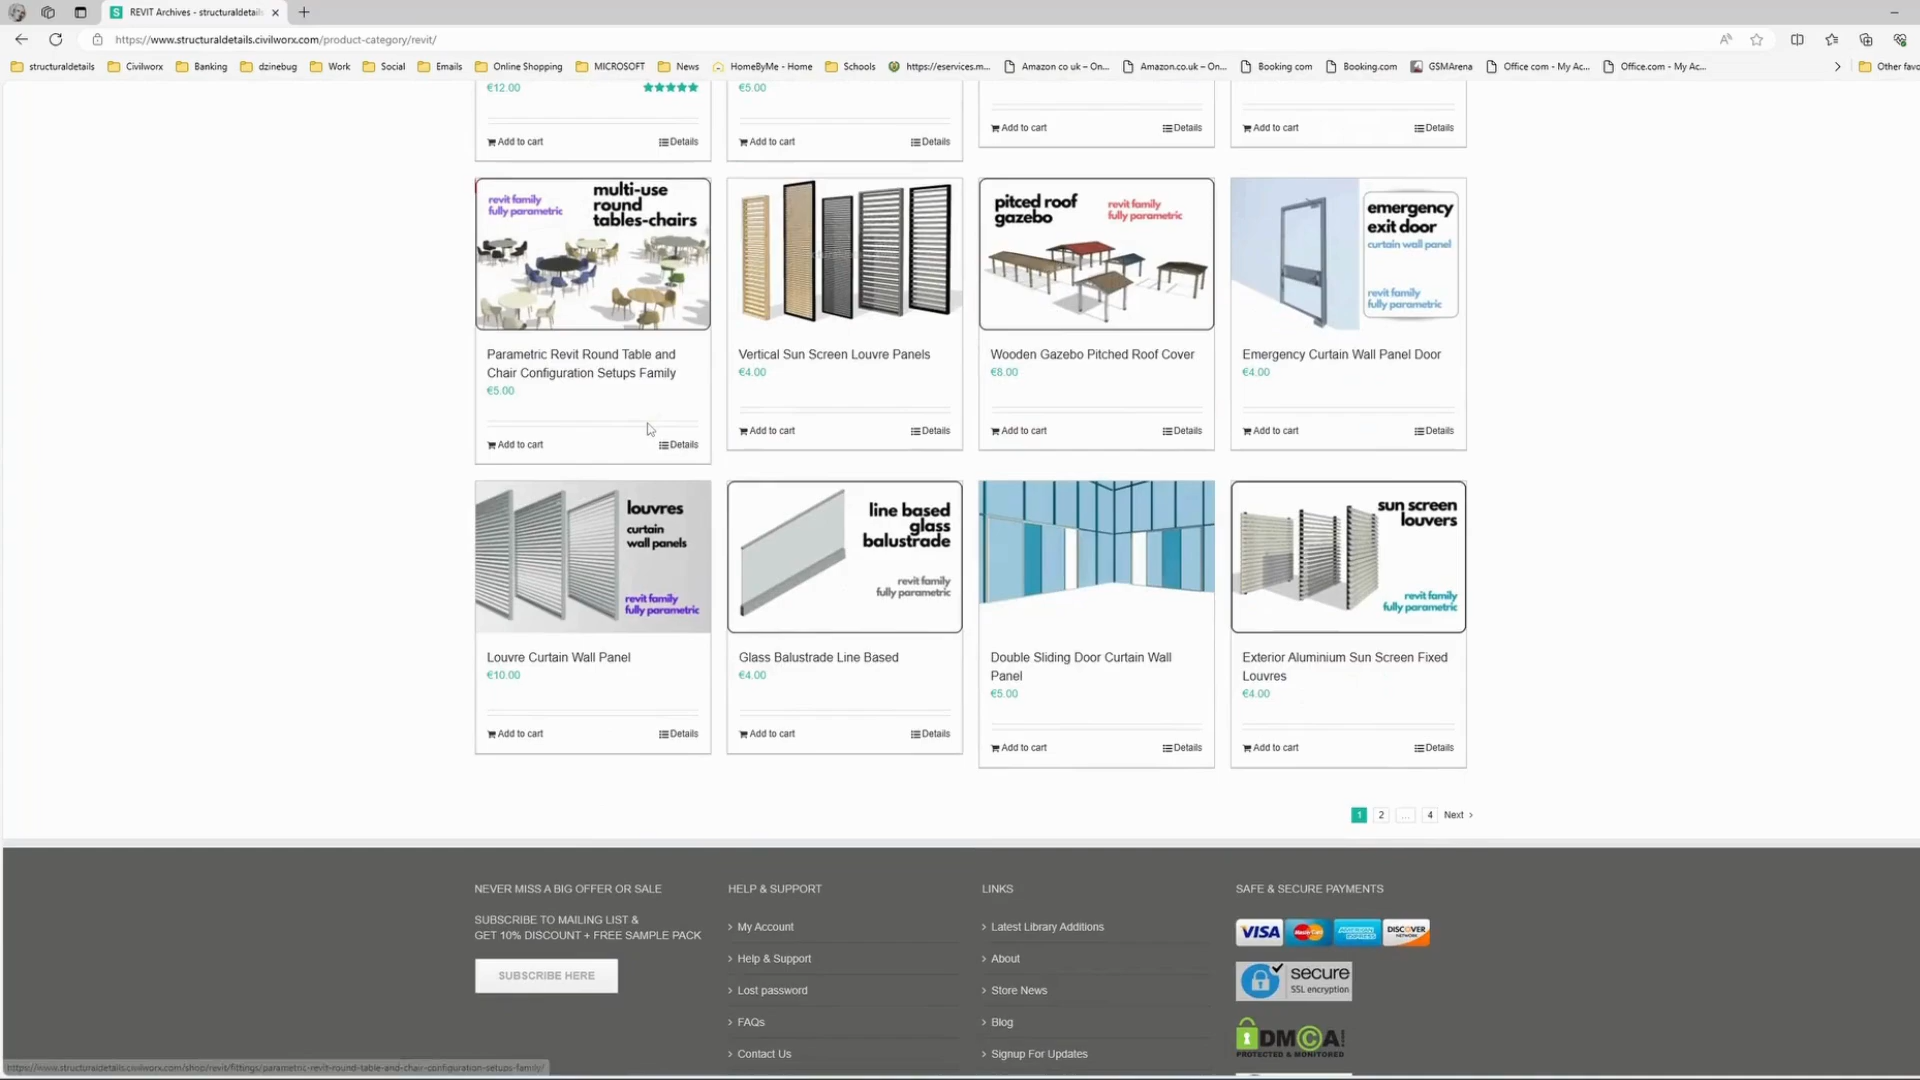 REVIT Archives - structuraldetail
https://www.structuraldetails.civilworx.com/product-category/revit/
structuraldetails Civilworx Banking dzinebug Work Social Emails Online Shopping MICROSOFT News HomeByMe - Home Schools https://eservices.m... Amazon co uk – On... Amazon.co.uk – On... Booking com Booking.com GSMArena Office com - My Ac... Office.com - My Ac... Other favo
€12.00 €5.00
Add to cart Details Add to cart Details Add to cart Details Add to cart Details
revit family
fully parametric
multi-use
round
tables-chairs
pitced roof
gazebo
revit family
fully parametric
emergency
exit door
curtain wall panel
revit family
fully parametric
Parametric Revit Round Table and
Chair Configuration Setups Family
€5.00
Vertical Sun Screen Louvre Panels
€4.00
Wooden Gazebo Pitched Roof Cover
€8.00
Emergency Curtain Wall Panel Door
€4.00
Add to cart Details Add to cart Details Add to cart Details Add to cart Details
louvres
curtain
wall panels
revit family
fully parametric
line based
glass
balustrade
revit family
fully parametric
sun screen
louvers
revit family
fully parametric
Louvre Curtain Wall Panel
€10.00
Glass Balustrade Line Based
€4.00
Double Sliding Door Curtain Wall
Panel
€5.00
Exterior Aluminium Sun Screen Fixed
Louvres
€4.00
Add to cart Details Add to cart Details Add to cart Details Add to cart Details
1 2 ... 4 Next >
NEVER MISS A BIG OFFER OR SALE
SUBSCRIBE TO MAILING LIST &
GET 10% DISCOUNT + FREE SAMPLE PACK
SUBSCRIBE HERE
HELP & SUPPORT
> My Account
> Help & Support
> Lost password
> FAQs
> Contact Us
LINKS
> Latest Library Additions
> About
> Store News
> Blog
> Signup For Updates
SAFE & SECURE PAYMENTS
VISA MasterCard AMERICAN EXPRESS DISCOVER NETWORK
secure
SSL encryption
DMCA!
PROTECTED & MONITORED
https://www.structuraldetails.civilworx.com/shop/revit/fittings/parametric-revit-round-table-and-chair-configuration-setups-family/